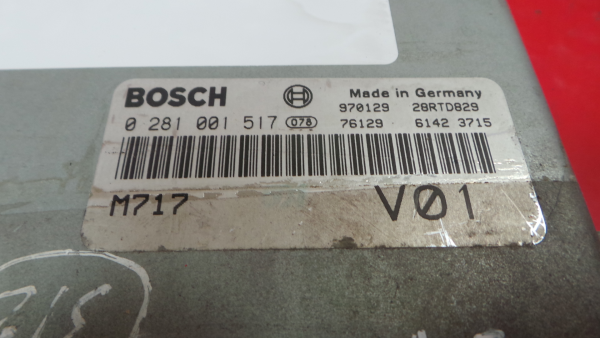 BOSCH Made in Germany
970129 28RTD829
0 281 001 517 078 76129 6142 3715
M717 V01